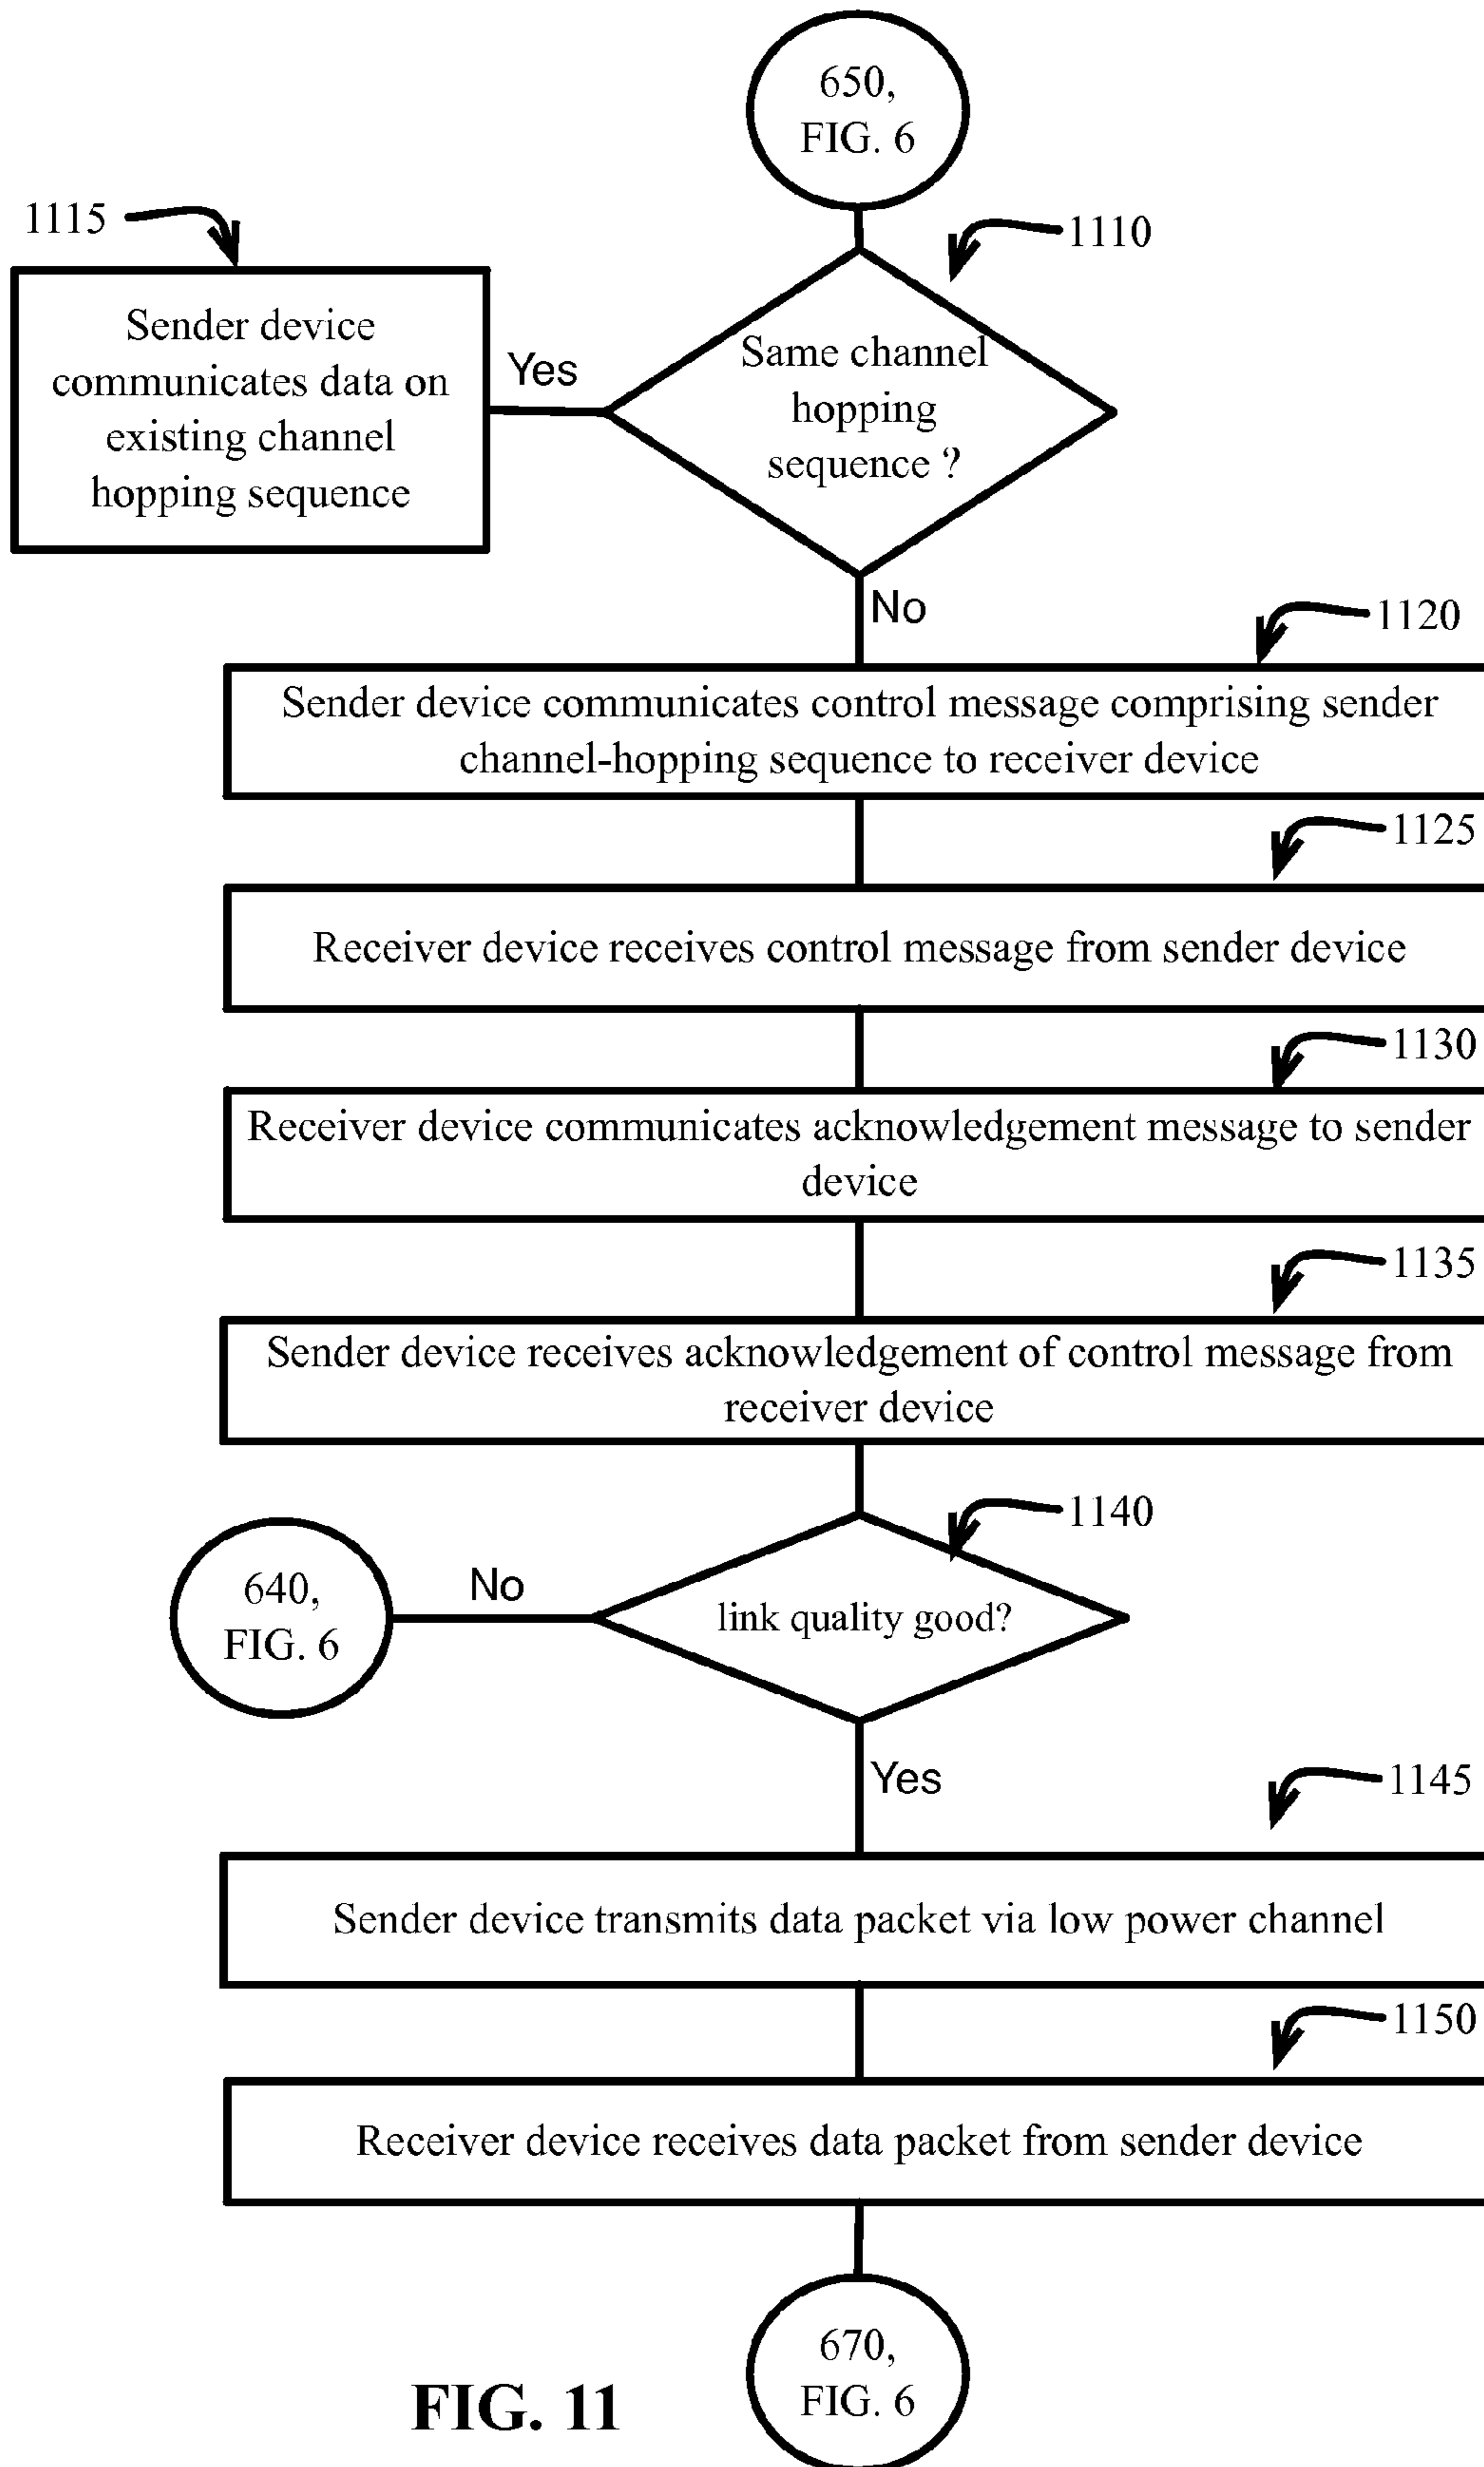 650,
FIG. 6
1110
1115
Same channel
hopping
sequence ?
Yes
Sender device
communicates data on
existing channel
hopping sequence
No
1120
Sender device communicates control message comprising sender
channel-hopping sequence to receiver device
1125
Receiver device receives control message from sender device
1130
Receiver device communicates acknowledgement message to sender
device
1135
Sender device receives acknowledgement of control message from
receiver device
1140
link quality good?
No
640,
FIG. 6
Yes
1145
Sender device transmits data packet via low power channel
1150
Receiver device receives data packet from sender device
670,
FIG. 6
FIG. 11